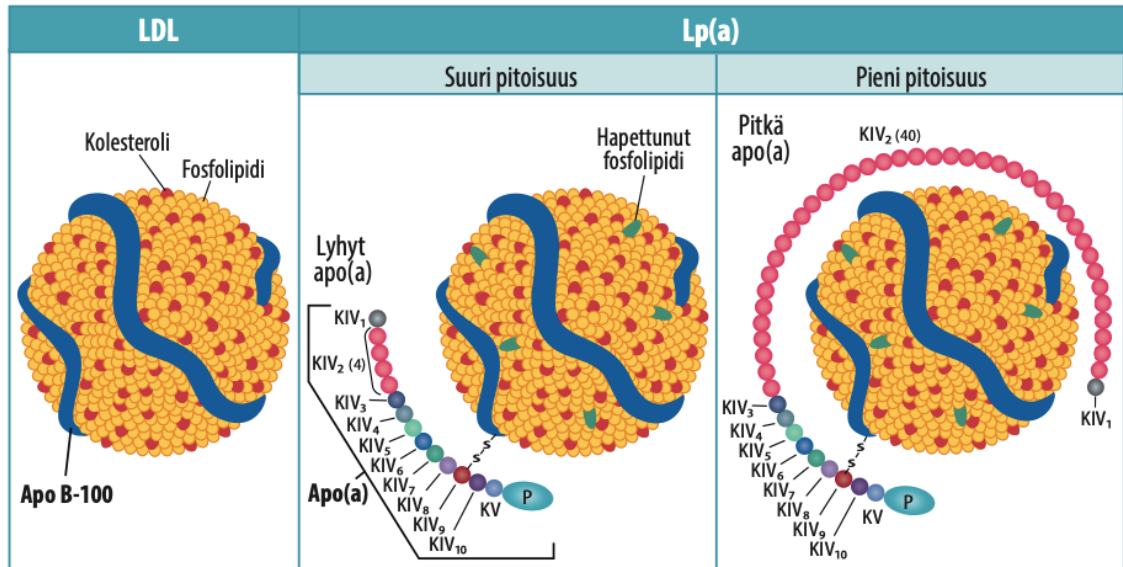 LDL
Lp(a)
Suuri pitoisuus
Pieni pitoisuus
Kolesteroli
Fosfolipidi
Apo B-100
Hapettunut
fosfolipidi
Lyhyt
apo(a)
KIV₁
KIV₂ (4)
KIV₃
KIV₄
KIV₅
KIV₆
KIV₇
KIV₈
KIV₉
KIV₁₀
KV
P
S
S
Apo(a)
Pitkä
apo(a)
KIV₂ (40)
KIV₁
KIV₃
KIV₄
KIV₅
KIV₆
KIV₇
KIV₈
KIV₉
KIV₁₀
KV
P
S
S